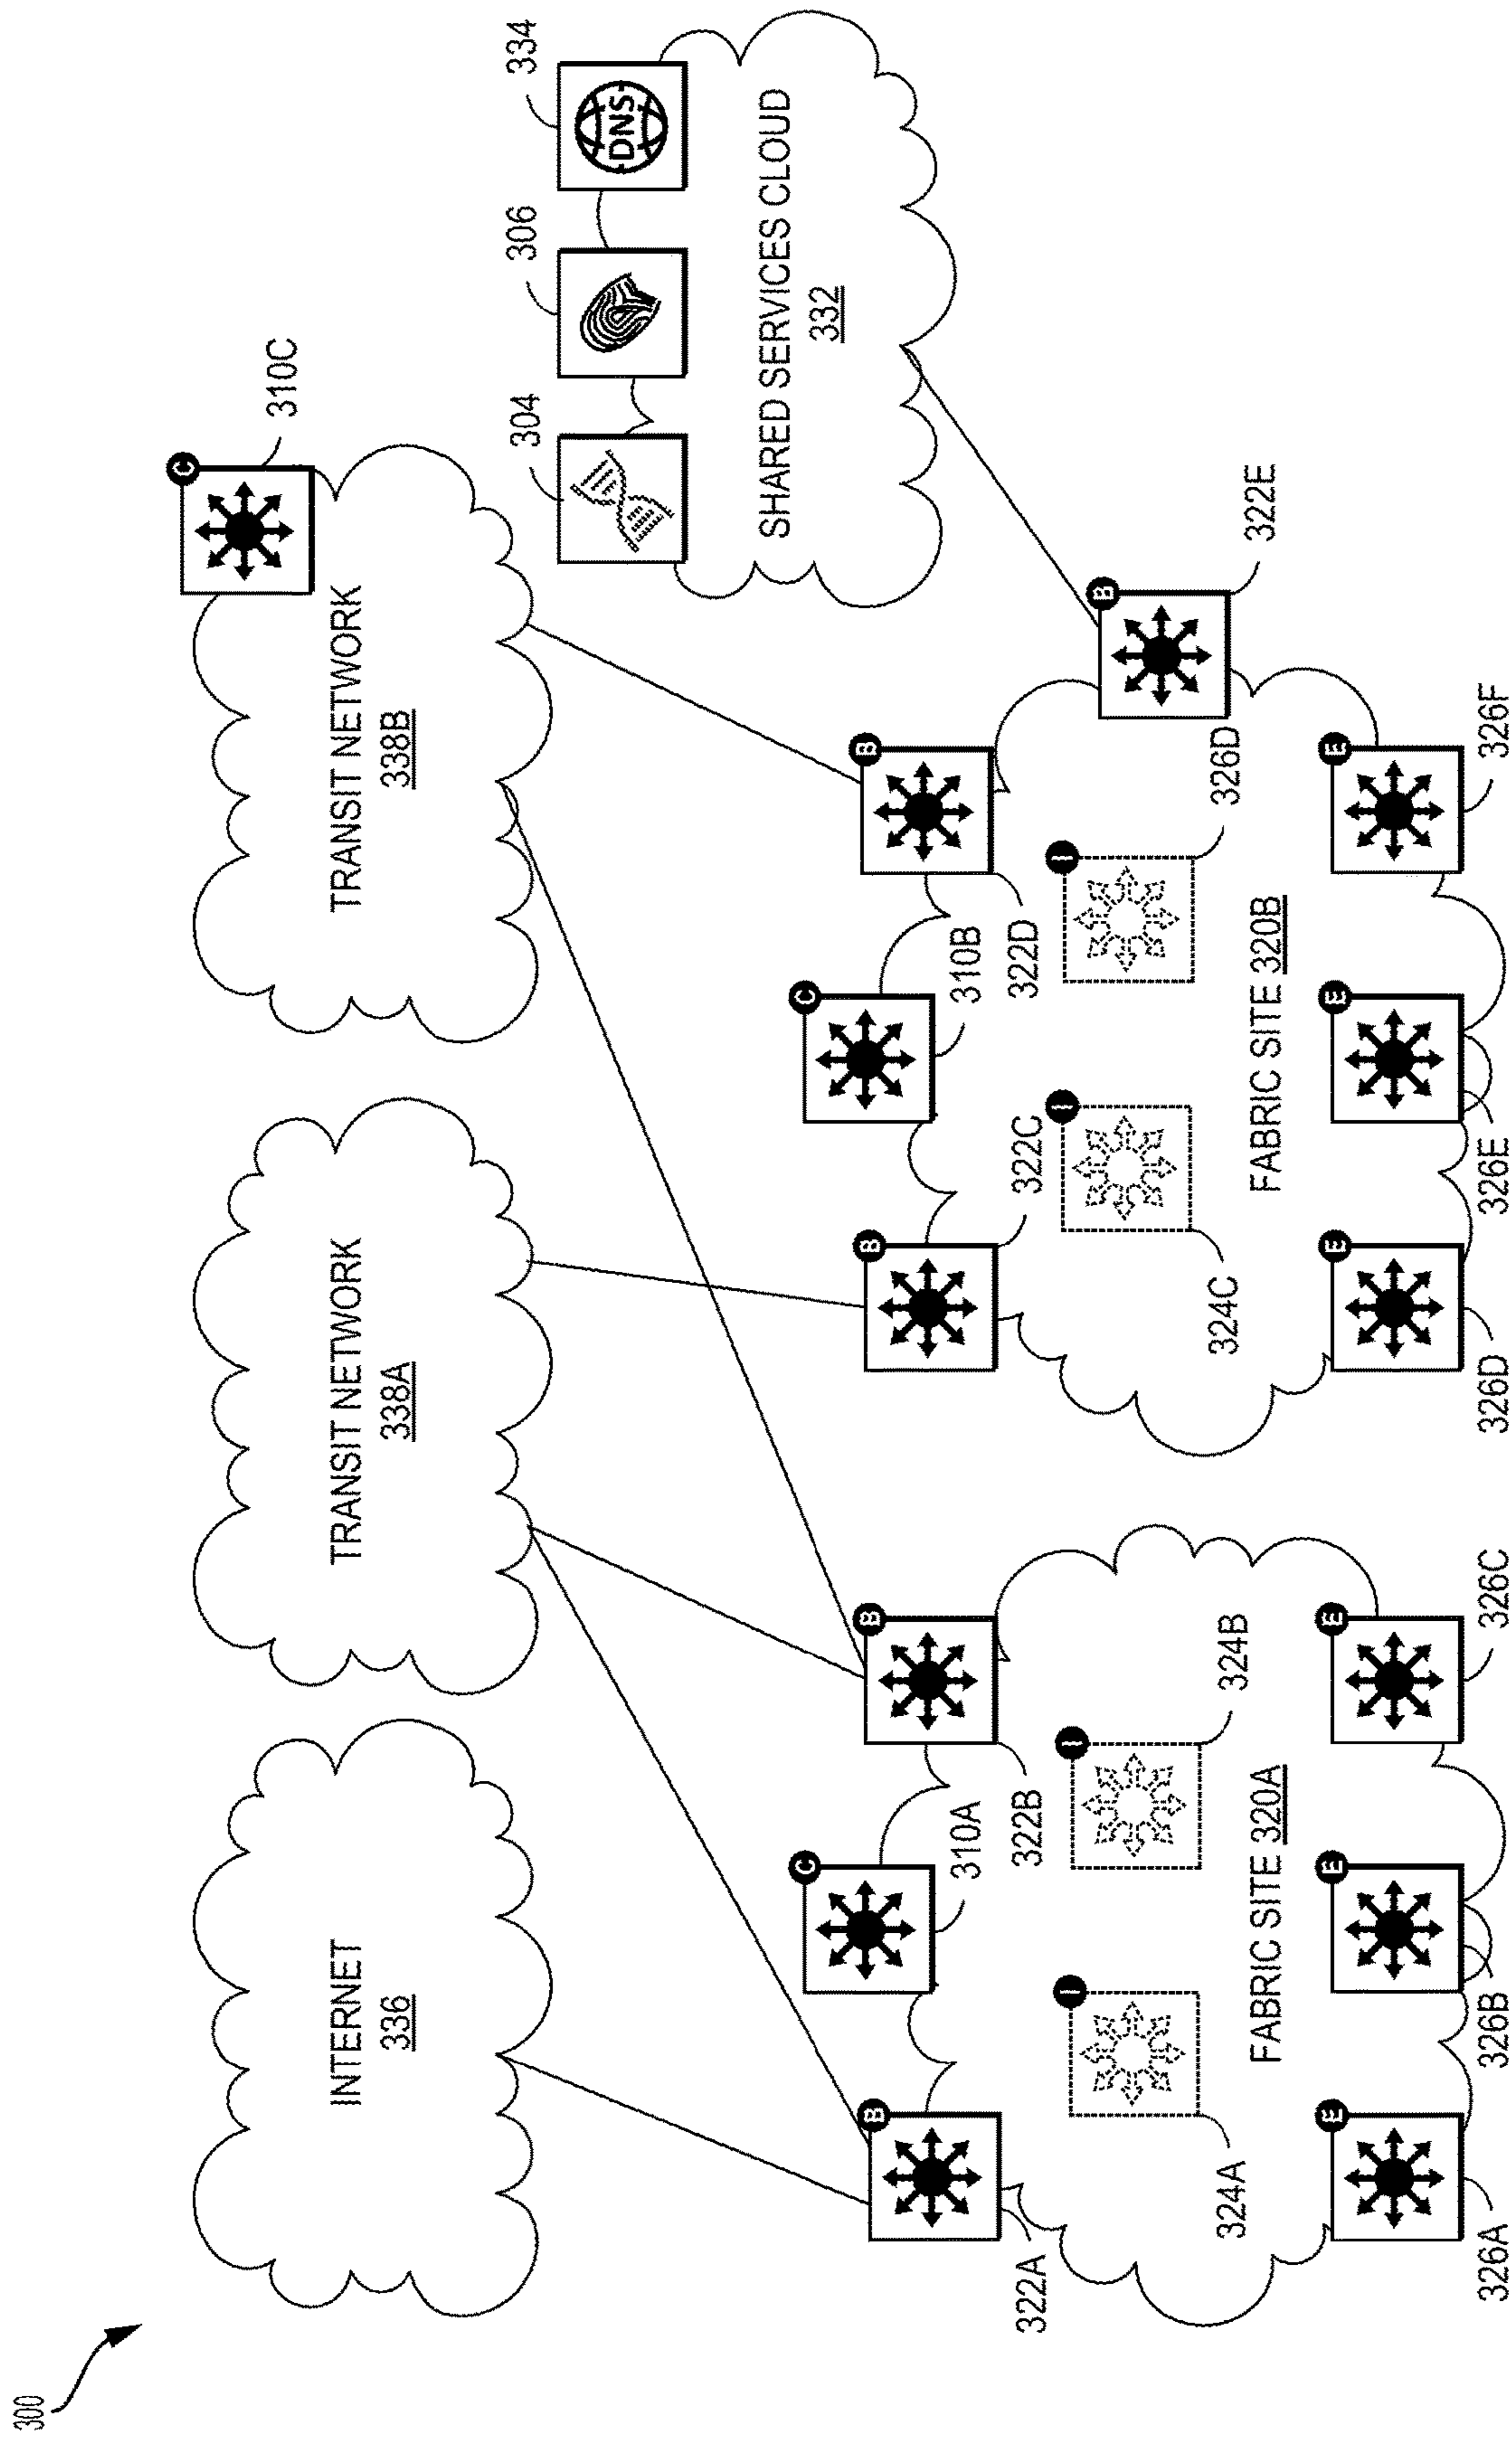 300
INTERNET
336
TRANSIT NETWORK
338A
TRANSIT NETWORK
338B
C
310C
304
306
334
DNS
SHARED SERVICES CLOUD
332
B
322A
C
310A
B
322B
I
324A
I
324B
FABRIC SITE 320A
E
326A
E
326B
E
326C
B
322C
C
310B
B
322D
B
322E
I
324C
I
326D
FABRIC SITE 320B
E
326D
E
326E
E
326F